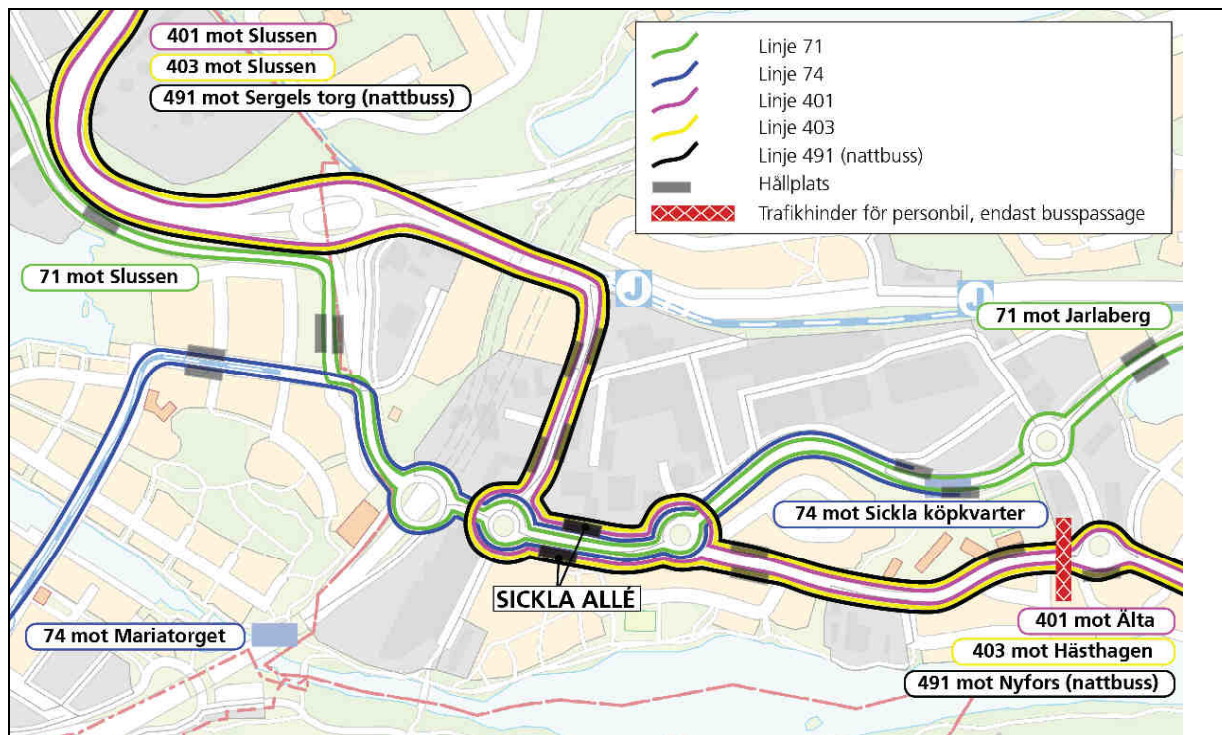 401 mot Slussen
403 mot Slussen
491 mot Sergels torg (nattbuss)
Linje 71
Linje 74
Linje 401
Linje 403
Linje 491 (nattbuss)
Hållplats
Trafikhinder för personbil, endast busspassage
71 mot Slussen
J
J
71 mot Jarlaberg
74 mot Sickla köpkvarter
SICKLA ALLÉ
74 mot Mariatorget
401 mot Älta
403 mot Hästhagen
491 mot Nyfors (nattbuss)